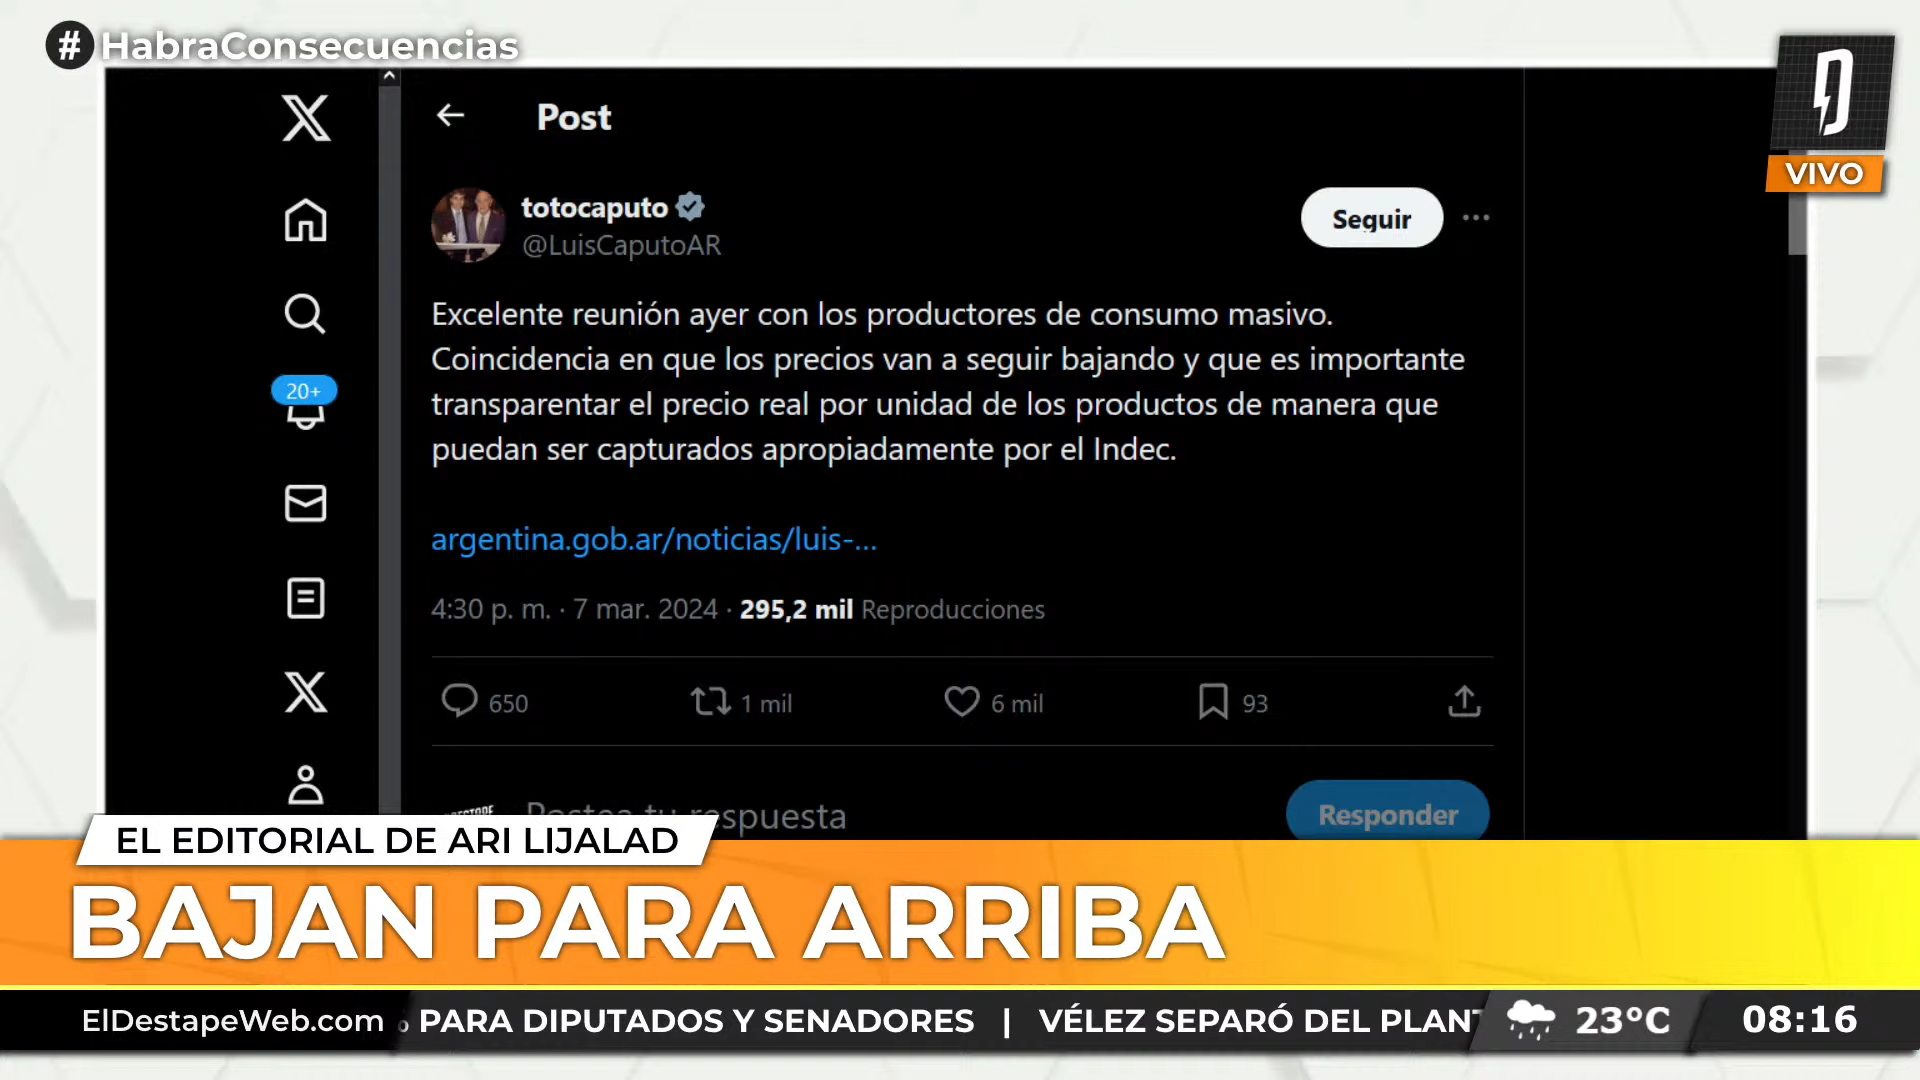 #HabraConsecuencias
VIVO
Post
totocaputo
@LuisCaputoAR
Seguir
Excelente reunión ayer con los productores de consumo masivo.
Coincidencia en que los precios van a seguir bajando y que es importante
transparentar el precio real por unidad de los productos de manera que
puedan ser capturados apropiadamente por el Indec.
argentina.gob.ar/noticias/luis-...
4:30 p. m. · 7 mar. 2024 · 295,2 mil Reproducciones
20+
650 1 mil 6 mil 93
Postea tu respuesta
Responder
EL EDITORIAL DE ARI LIJALAD
BAJAN PARA ARRIBA
ElDestapeWeb.com PARA DIPUTADOS Y SENADORES | VÉLEZ SEPARÓ DEL PLANT 23°C 08:16